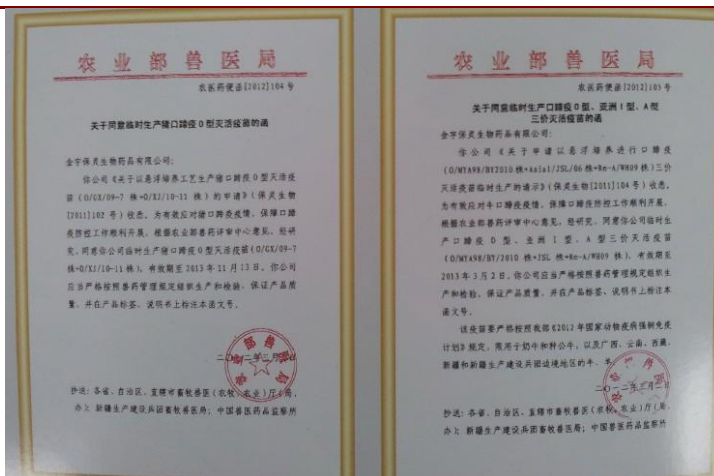 农业部兽医局
农医药便函[2012]104号
关于同意临时生产猪口蹄疫O型灭活疫苗的函
金宇保灵生物药品有限公司:
你公司《关于以悬浮培养工艺生产猪口蹄疫O型灭活疫
苗(O/GX/09-7株+O/XJ/10-11株)的申请》(保灵生物
[2011]102号)收悉。为有效应对猪口蹄疫疫情,保障口蹄
疫防控工作顺利开展,根据农业部兽药评审中心意见,经研
究,同意你公司临时生产猪口蹄疫O型灭活疫苗(O/GX/09-7
株+O/XJ/10-11株),有效期至2013年11月13日。你公司
应当严格按照兽药管理规定组织生产和检验,保证产品质
量,并在产品标签、说明书上标注本函文号。
二〇一二年三月二日
抄送:各省、自治区、直辖市畜牧兽医(农牧、农业)厅(局、
办);新疆生产建设兵团畜牧兽医局;中国兽医药品监察所
农业部兽医局
农医药便函[2012]105号
关于同意临时生产口蹄疫O型、亚洲I型、A型
三价灭活疫苗的函
金宇保灵生物药品有限公司:
你公司《关于申请以悬浮培养进行口蹄疫
(O/MYA98/BY2010株+Asia1/JSL/06株+Re-A/WH09株)三价
灭活疫苗临时生产的请示》(保灵生物[2011]104号)收悉。
为有效应对牛口蹄疫疫情,保障口蹄疫防控工作顺利开展,
根据农业部兽药评审中心意见,经研究,同意你公司临时生
产口蹄疫O型、亚洲I型、A型三价灭活疫苗
(O/MYA98/BY/2010株+JSL株+Re-A/WH09株),有效期至
2013年3月2日。你公司应当严格按照兽药管理规定组织生
产和检验,保证产品质量,并在产品标签、说明书上标注本
函文号。
该疫苗要严格按照我部《2012年国家动物疫病强制免疫
计划》规定,限用于奶牛和种公牛,以及广西、云南、西藏、
新疆和新疆生产建设兵团边境地区的牛、羊。
二〇一二年三月二日
抄送:各省、自治区、直辖市畜牧兽医(农牧、农业)厅(局、
办);新疆生产建设兵团畜牧兽医局;中国兽医药品监察所